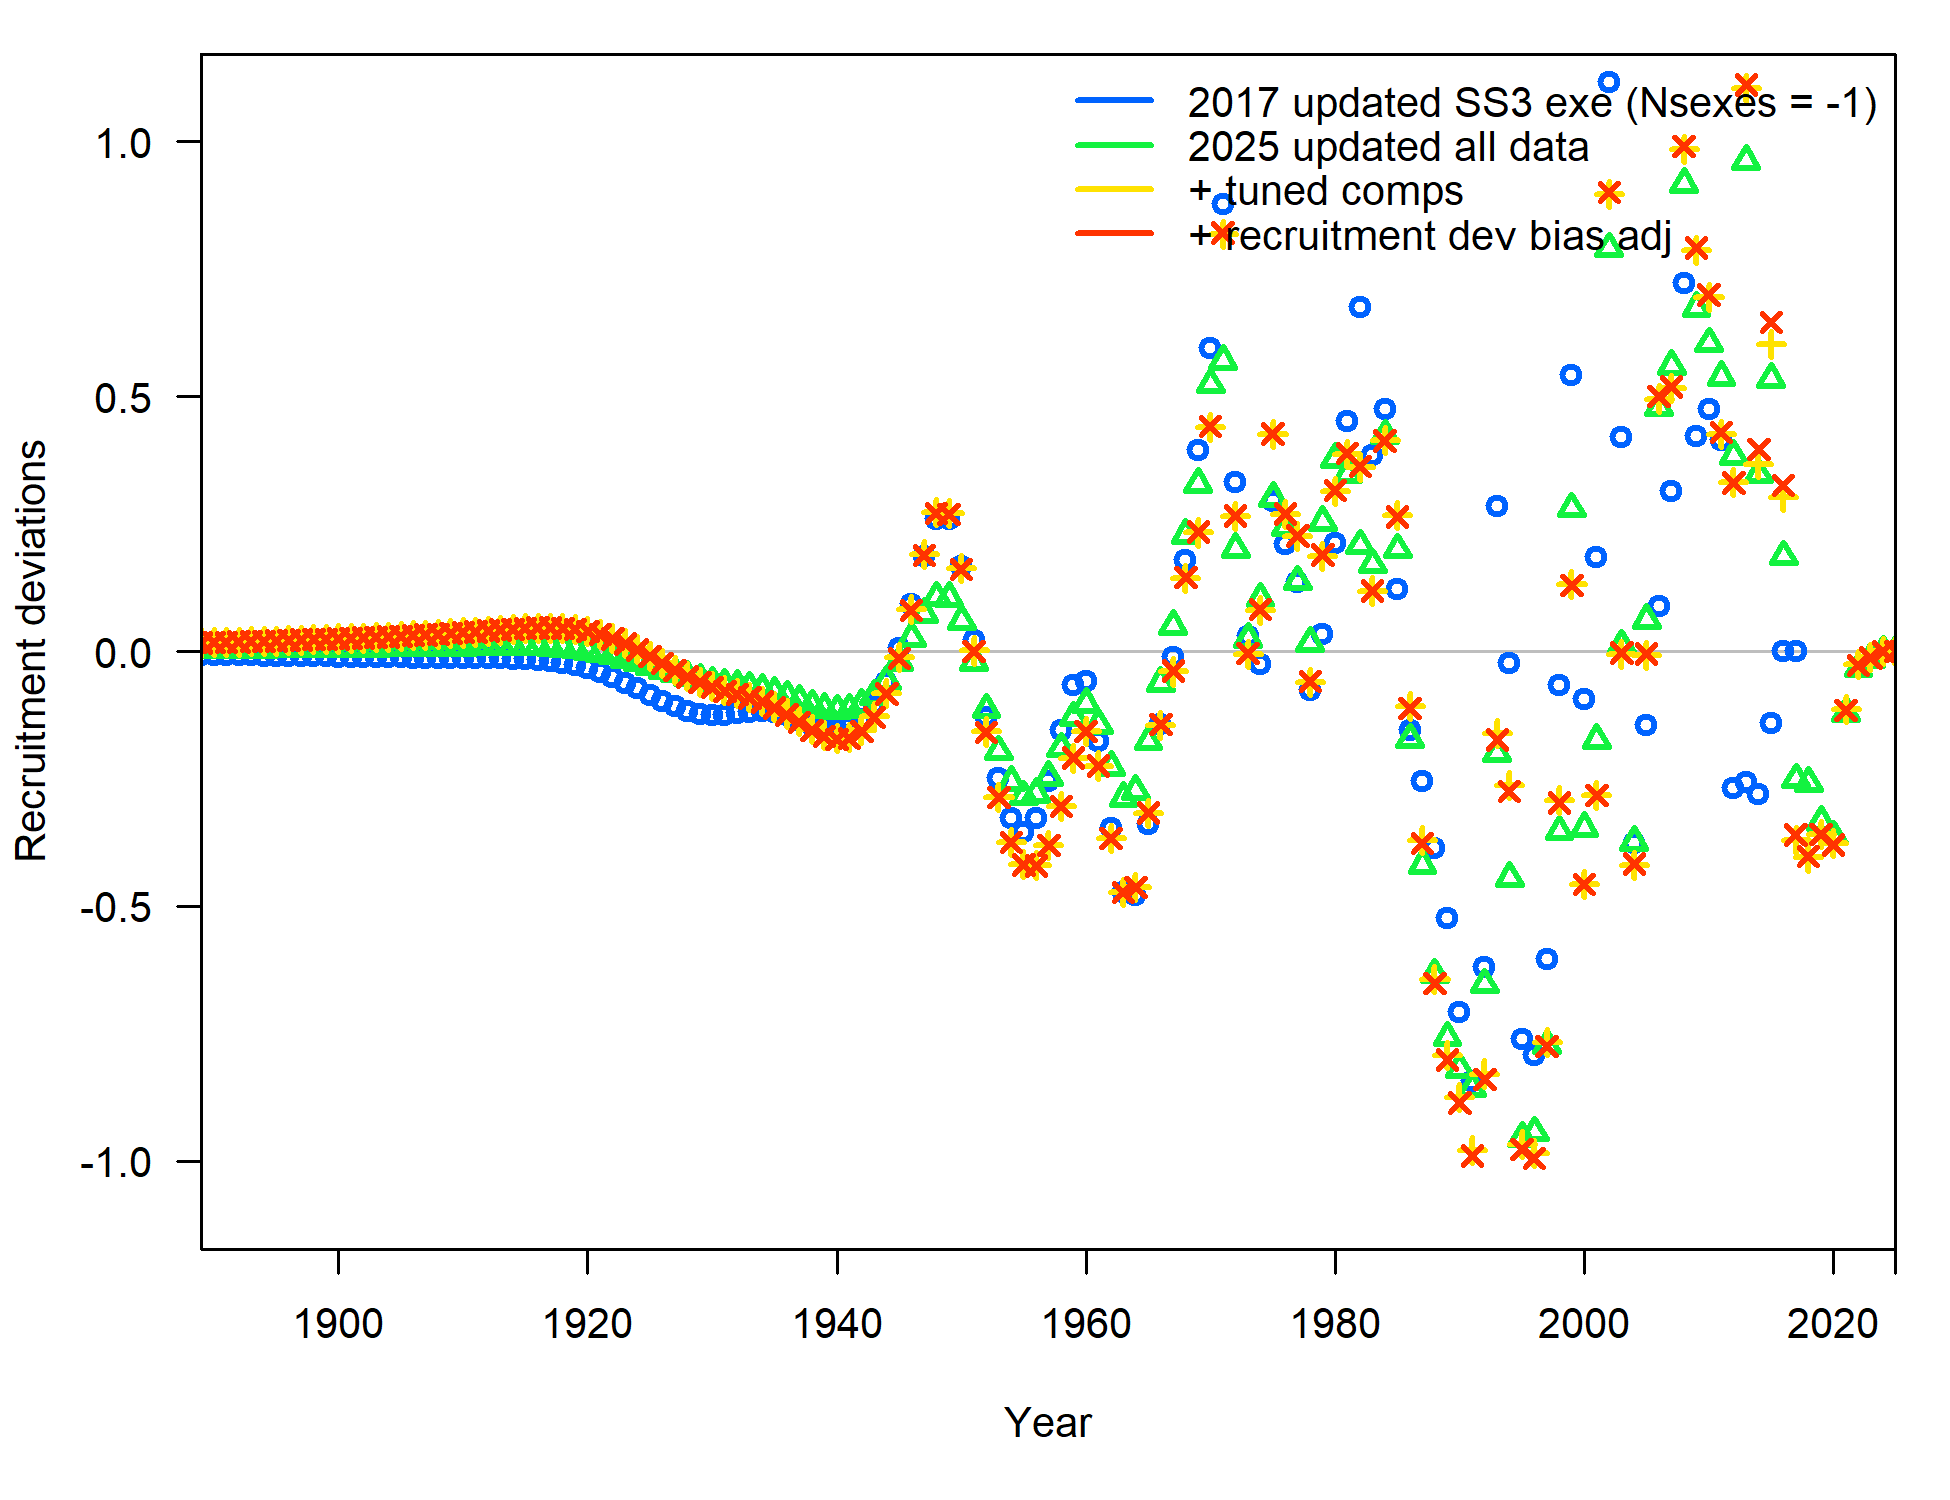 2017 updated SS3 exe (Nsexes = -1)
2025 updated all data
+ tuned comps
+ recruitment dev bias adj
Recruitment deviations
1.0
0.5
0.0
-0.5
-1.0
1900 1920 1940 1960 1980 2000 2020
Year